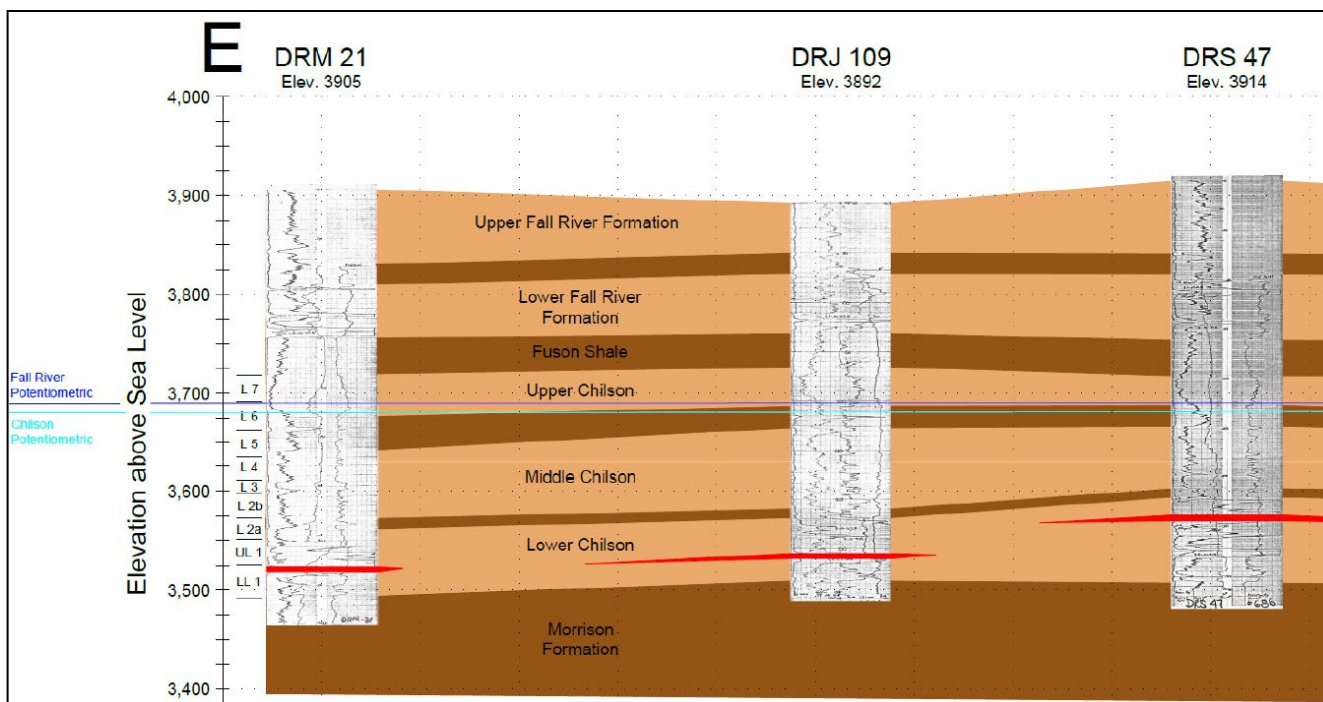 E
DRM 21
Elev. 3905
DRJ 109
Elev. 3892
DRS 47
Elev. 3914
4,000
3,900
3,800
3,700
3,600
3,500
3,400
Elevation above Sea Level
Fall River
Potentiometric
Chilson
Potentiometric
L 7
L 6
L 5
L 4
L 3
L 2b
L 2a
UL 1
LL 1
Upper Fall River Formation
Lower Fall River
Formation
Fuson Shale
Upper Chilson
Middle Chilson
Lower Chilson
Morrison
Formation
DRS 47